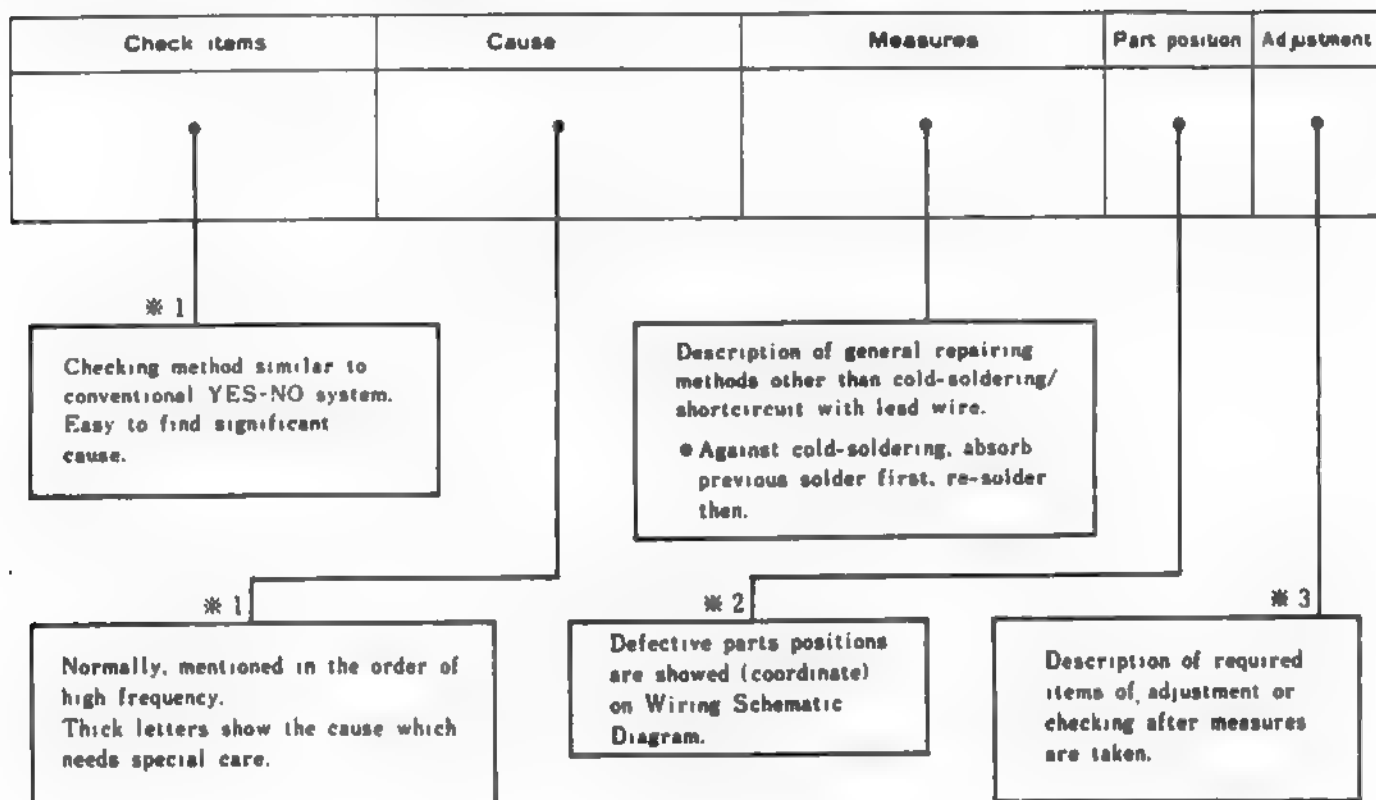 Check items
Cause
Measures
Part position
Adjustment
※ 1
Checking method similar to
conventional YES-NO system.
Easy to find significant
cause.
Description of general repairing
methods other than cold-soldering/
shortcircuit with lead wire.
● Against cold-soldering, absorb
previous solder first, re-solder
then.
※ 1
Normally, mentioned in the order of
high frequency.
Thick letters show the cause which
needs special care.
※ 2
Defective parts positions
are showed (coordinate)
on Wiring Schematic
Diagram.
※ 3
Description of required
items of, adjustment or
checking after measures
are taken.